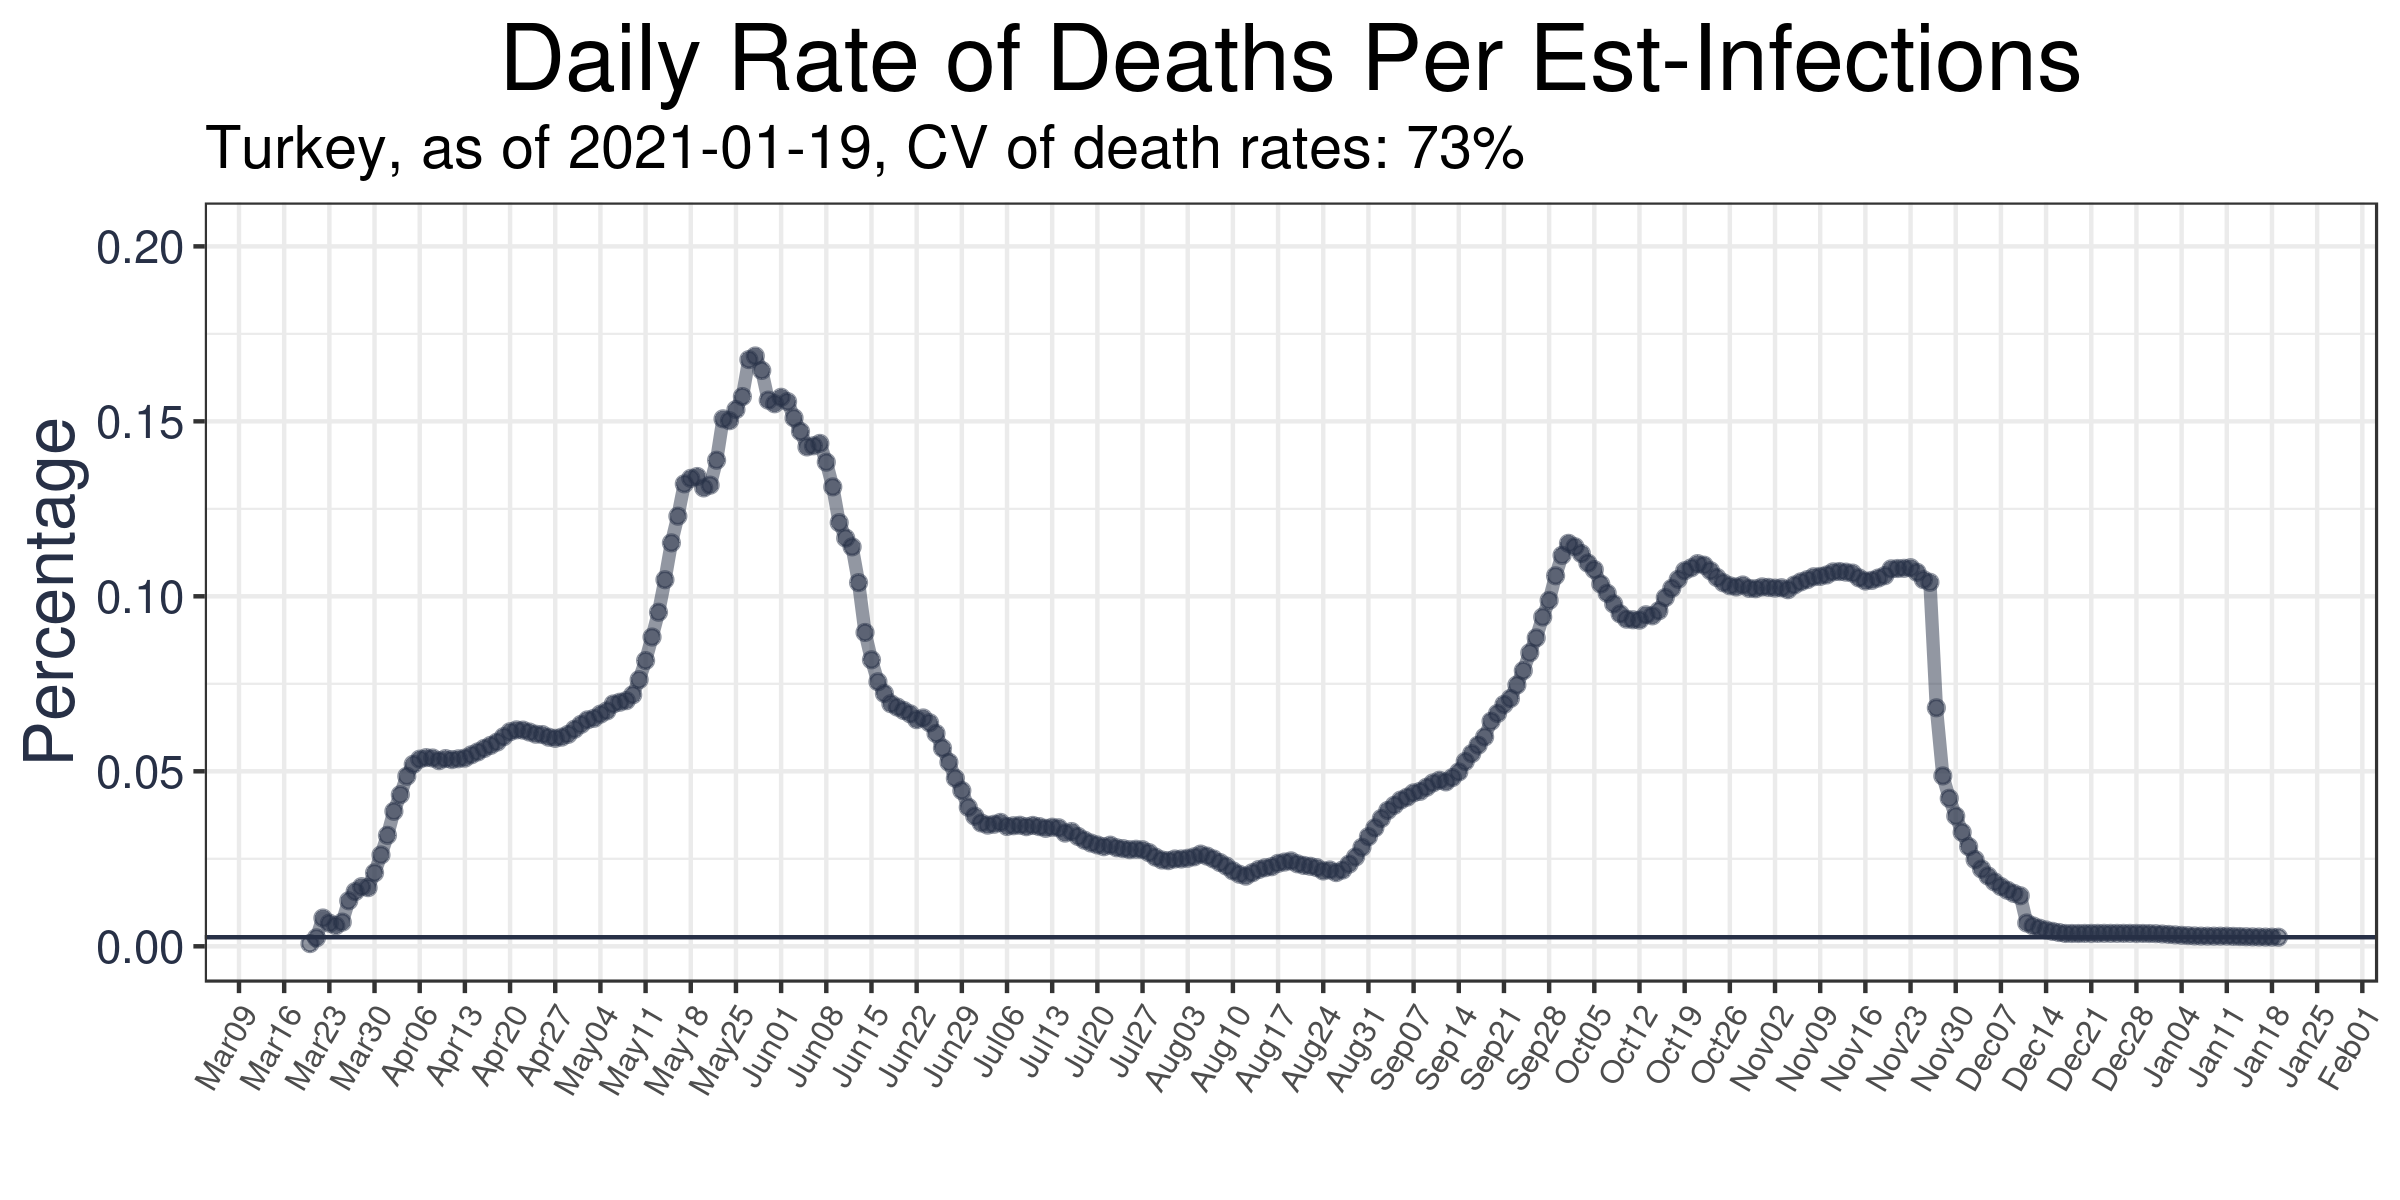 Daily Rate of Deaths Per Est-Infections
Turkey, as of 2021-01-19, CV of death rates: 73%
Percentage
0.20
0.15
0.10
0.05
0.00
Mar09
Mar16
Mar23
Mar30
Apr06
Apr13
Apr20
Apr27
May04
May11
May18
May25
Jun01
Jun08
Jun15
Jun22
Jun29
Jul06
Jul13
Jul20
Jul27
Aug03
Aug10
Aug17
Aug24
Aug31
Sep07
Sep14
Sep21
Sep28
Oct05
Oct12
Oct19
Oct26
Nov02
Nov09
Nov16
Nov23
Nov30
Dec07
Dec14
Dec21
Dec28
Jan04
Jan11
Jan18
Jan25
Feb01